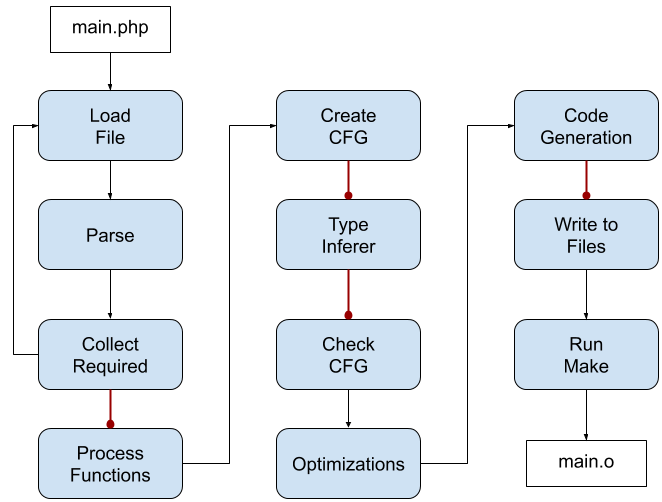 main.php
Load
File
Parse
Collect
Required
Process
Functions
Create
CFG
Type
Inferer
Check
CFG
Optimizations
Code
Generation
Write to
Files
Run
Make
main.o